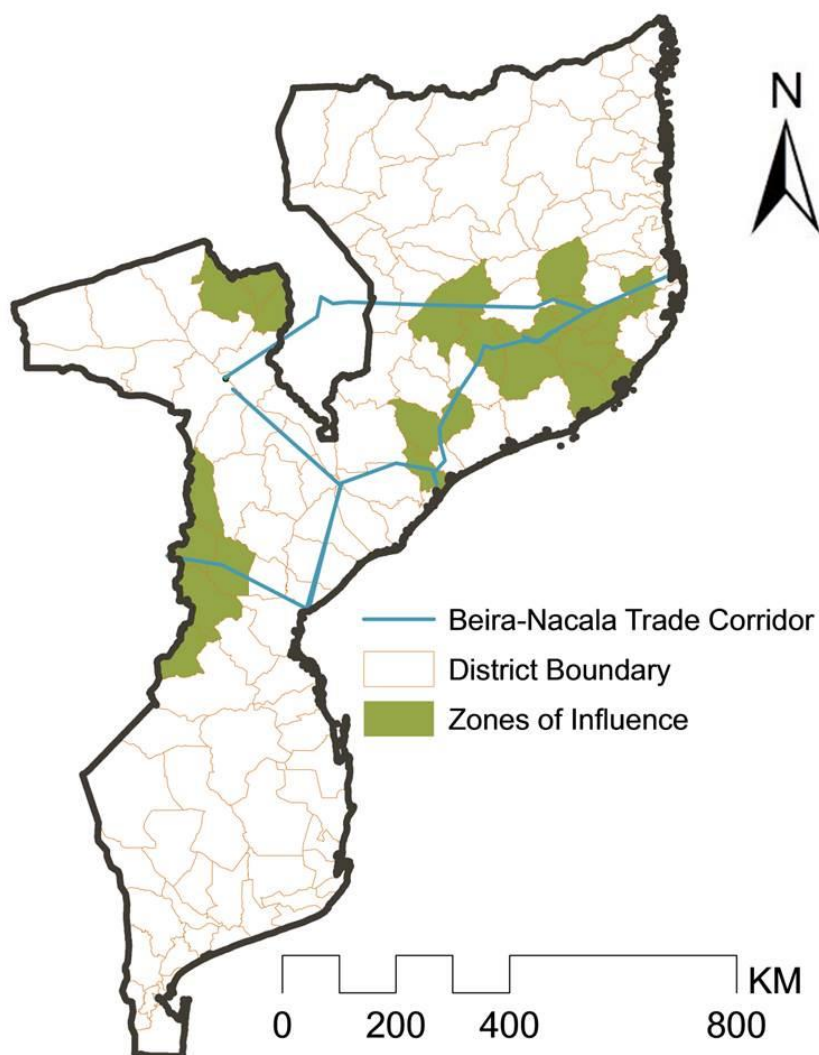 N
Beira-Nacala Trade Corridor
District Boundary
Zones of Influence
KM
0 200 400 800